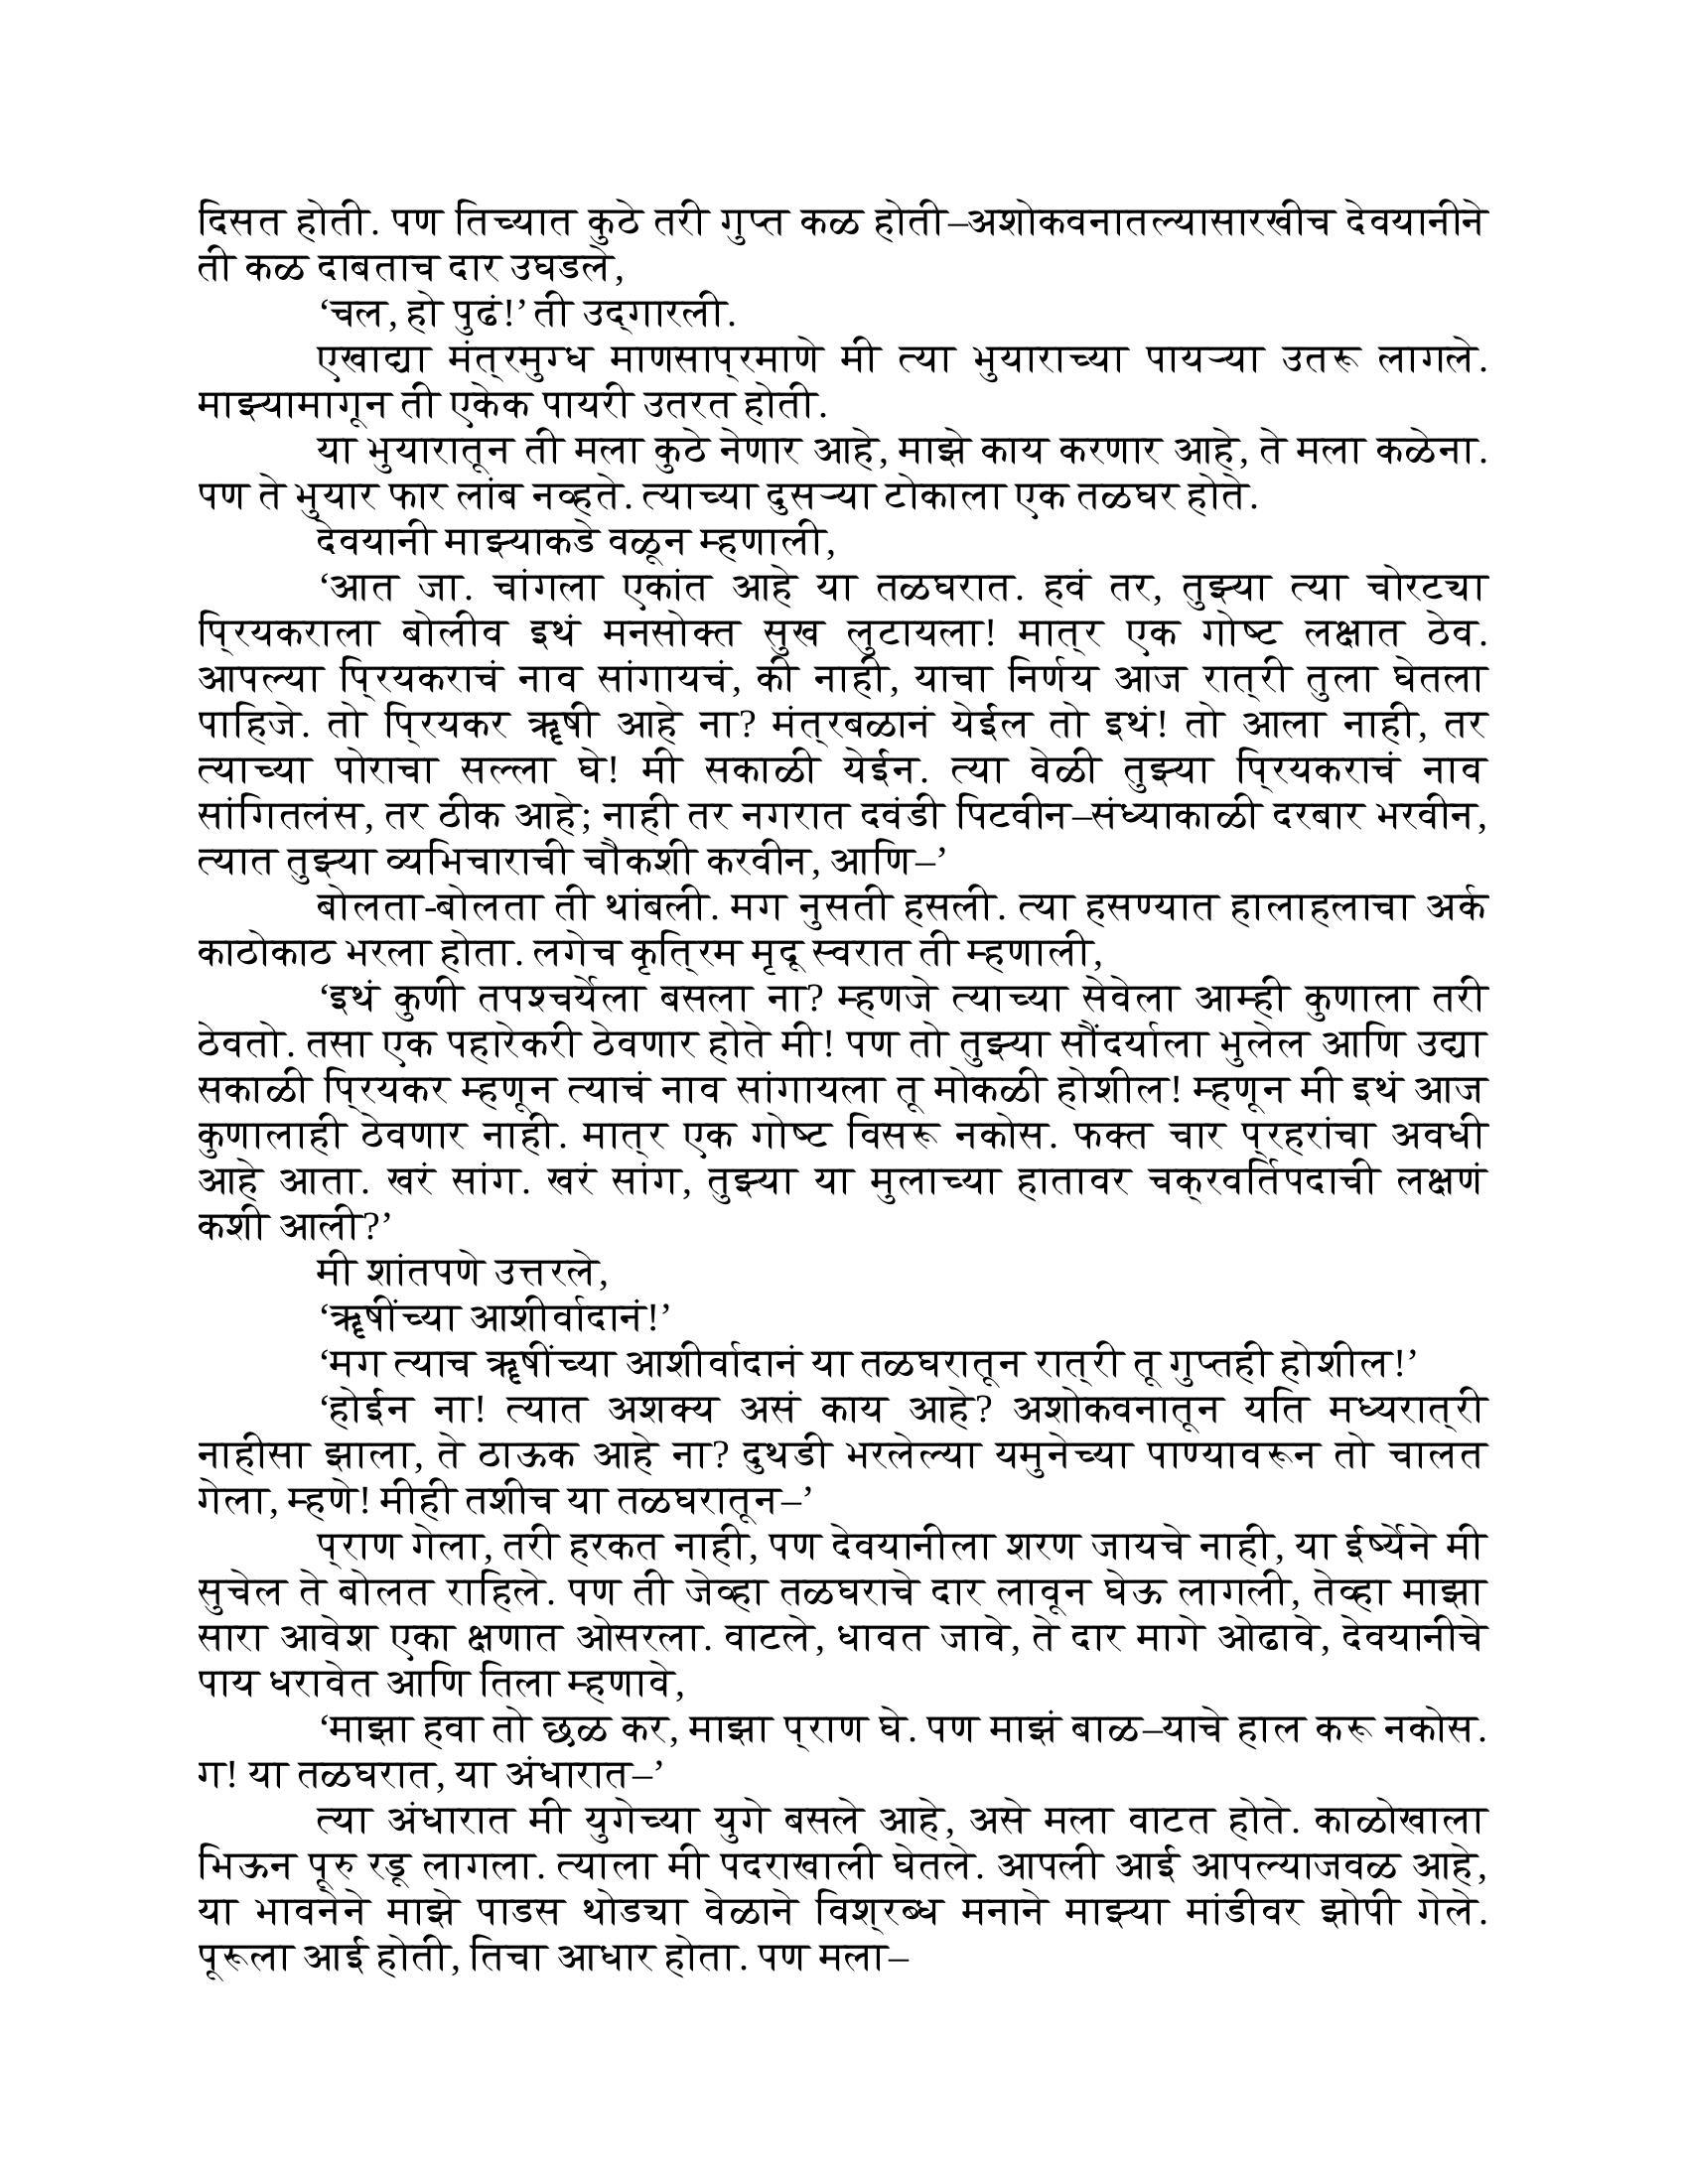 दिसत होती. पण तिच्यात कुठे तरी गुप्त कळ होती–अशोकवनातल्यासारखीच देवयानीने
ती कळ दाबताच दार उघडले,
‘चल, हो पुढं!’ ती उद्‌गारली.
एखाद्या मंत्रमुग्ध माणसाप्रमाणे मी त्या भुयाराच्या पायऱ्या उतरू लागले.
माझ्यामागून ती एकेक पायरी उतरत होती.
या भुयारातून ती मला कुठे नेणार आहे, माझे काय करणार आहे, ते मला कळेना.
पण ते भुयार फार लांब नव्हते. त्याच्या दुसऱ्या टोकाला एक तळघर होते.
देवयानी माझ्याकडे वळून म्हणाली,
‘आत जा. चांगला एकांत आहे या तळघरात. हवं तर, तुझ्या त्या चोरट्या
प्रियकराला बोलीव इथं मनसोक्त सुख लुटायला! मात्र एक गोष्ट लक्षात ठेव.
आपल्या प्रियकराचं नाव सांगायचं, की नाही, याचा निर्णय आज रात्री तुला घेतला
पाहिजे. तो प्रियकर ॠषी आहे ना? मंत्रबळानं येईल तो इथं! तो आला नाही, तर
त्याच्या पोराचा सल्ला घे! मी सकाळी येईन. त्या वेळी तुझ्या प्रियकराचं नाव
सांगितलंस, तर ठीक आहे; नाही तर नगरात दवंडी पिटवीन–संध्याकाळी दरबार भरवीन,
त्यात तुझ्या व्यभिचाराची चौकशी करवीन, आणि–’
बोलता-बोलता ती थांबली. मग नुसती हसली. त्या हसण्यात हालाहलाचा अर्क
काठोकाठ भरला होता. लगेच कृत्रिम मृदू स्वरात ती म्हणाली,
‘इथं कुणी तपश्चर्येला बसला ना? म्हणजे त्याच्या सेवेला आम्ही कुणाला तरी
ठेवतो. तसा एक पहारेकरी ठेवणार होते मी! पण तो तुझ्या सौंदर्याला भुलेल आणि उद्या
सकाळी प्रियकर म्हणून त्याचं नाव सांगायला तू मोकळी होशील! म्हणून मी इथं आज
कुणालाही ठेवणार नाही. मात्र एक गोष्ट विसरू नकोस. फक्त चार प्रहरांचा अवधी
आहे आता. खरं सांग. खरं सांग, तुझ्या या मुलाच्या हातावर चक्रवर्तिपदाची लक्षणं
कशी आली?’
मी शांतपणे उत्तरले,
‘ॠषींच्या आशीर्वादानं!’
‘मग त्याच ॠषींच्या आशीर्वादानं या तळघरातून रात्री तू गुप्तही होशील!’
‘होईन ना! त्यात अशक्य असं काय आहे? अशोकवनातून यति मध्यरात्री
नाहीसा झाला, ते ठाऊक आहे ना? दुथडी भरलेल्या यमुनेच्या पाण्यावरून तो चालत
गेला, म्हणे! मीही तशीच या तळघरातून–’
प्राण गेला, तरी हरकत नाही, पण देवयानीला शरण जायचे नाही, या ईर्ष्येने मी
सुचेल ते बोलत राहिले. पण ती जेव्हा तळघराचे दार लावून घेऊ लागली, तेव्हा माझा
सारा आवेश एका क्षणात ओसरला. वाटले, धावत जावे, ते दार मागे ओढावे, देवयानीचे
पाय धरावेत आणि तिला म्हणावे,
‘माझा हवा तो छळ कर, माझा प्राण घे. पण माझं बाळ–याचे हाल करू नकोस.
ग! या तळघरात, या अंधारात–’
त्या अंधारात मी युगेच्या युगे बसले आहे, असे मला वाटत होते. काळोखाला
भिऊन पूरु रडू लागला. त्याला मी पदराखाली घेतले. आपली आई आपल्याजवळ आहे,
या भावनेने माझे पाडस थोड्या वेळाने विश्रब्ध मनाने माझ्या मांडीवर झोपी गेले.
पूरूला आई होती, तिचा आधार होता. पण मला–